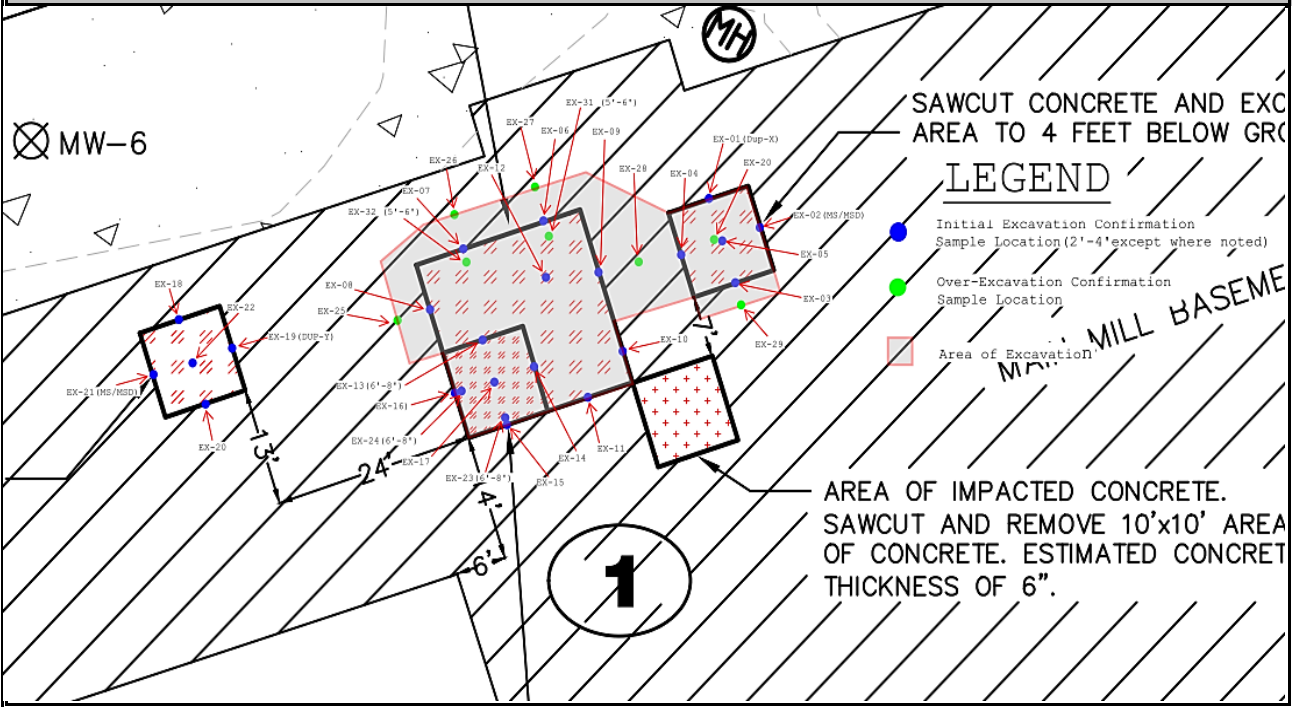 MH
EX-31 (5'-6')
EX-27
EX-06
EX-09
SAWCUT CONCRETE AND EXC
AREA TO 4 FEET BELOW GRO
MW-6
EX-26
EX-12
EX-28
EX-04
EX-01(Dup-X)
EX-20
LEGEND
EX-07
EX-32 (5'-6')
EX-02(MS/MSD)
Initial Excavation Confirmation
Sample Location(2'-4'except where noted)
EX-05
EX-18
EX-08
Over-Excavation Confirmation
Sample Location
EX-22
EX-25
EX-03
EX-19(DUP-Y)
EX-10
7'
EX-29
Area of Excavation
MILL BASEME
EX-21(MS/MSD)
EX-13(6'-8')
EX-16)
EX-20
EX-24(6'-8')
EX-11
13'
24'
EX-17
EX-14
EX-23(6'-8')
EX-15
4'
6'
1
AREA OF IMPACTED CONCRETE.
SAWCUT AND REMOVE 10'x10' AREA
OF CONCRETE. ESTIMATED CONCRET
THICKNESS OF 6".